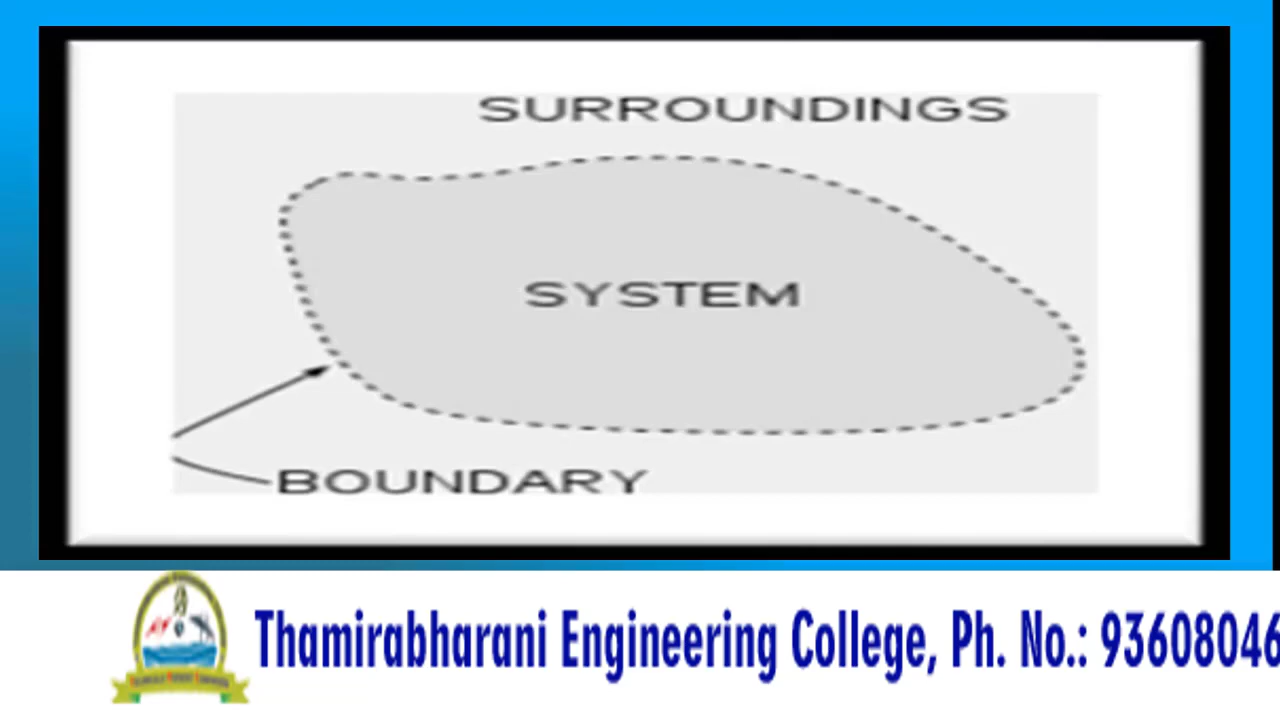 SURROUNDINGS
SYSTEM
BOUNDARY
Thamirabharani Engineering College, Ph. No.: 93608046